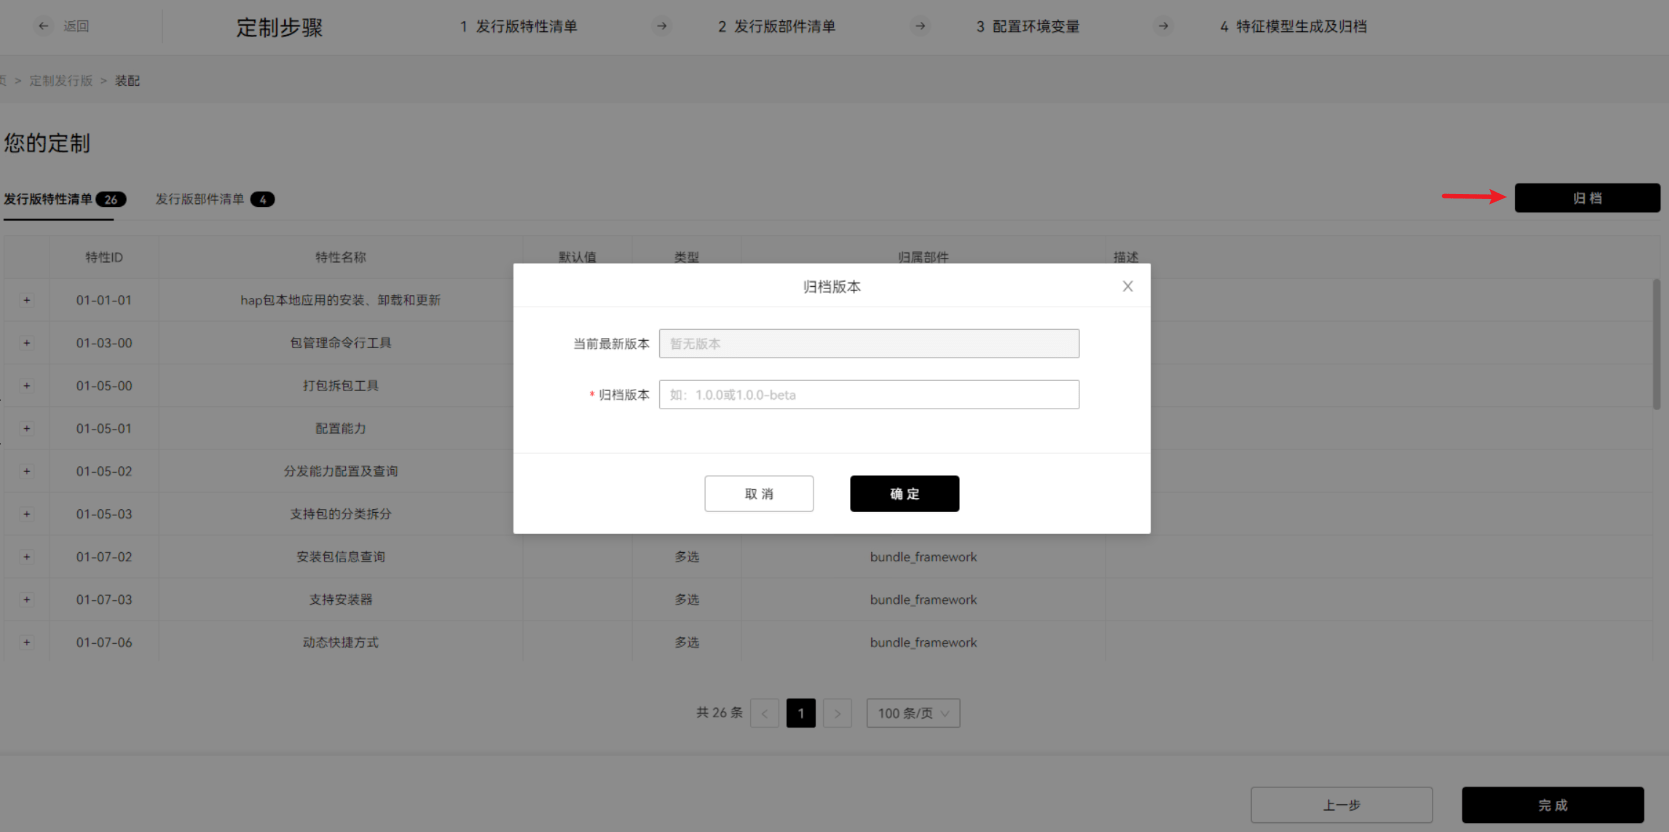 返回
定制步骤
1 发行版特性清单
2 发行版部件清单
3 配置环境变量
4 特征模型生成及归档
页 > 定制发行版 > 装配
您的定制
发行版特性清单 26
发行版部件清单 4
归 档
特性ID 特性名称 默认值 类型 归属部件 描述
+ 01-01-01 hap包本地应用的安装、卸载和更新
+ 01-03-00 包管理命令行工具
+ 01-05-00 打包拆包工具
+ 01-05-01 配置能力
+ 01-05-02 分发能力配置及查询
+ 01-05-03 支持包的分类拆分
+ 01-07-02 安装包信息查询 多选 bundle_framework
+ 01-07-03 支持安装器 多选 bundle_framework
+ 01-07-06 动态快捷方式 多选 bundle_framework
归档版本
当前最新版本 暂无版本
* 归档版本 如：1.0.0或1.0.0-beta
取 消
确 定
共 26 条 < 1 > 100 条/页
上一步
完 成